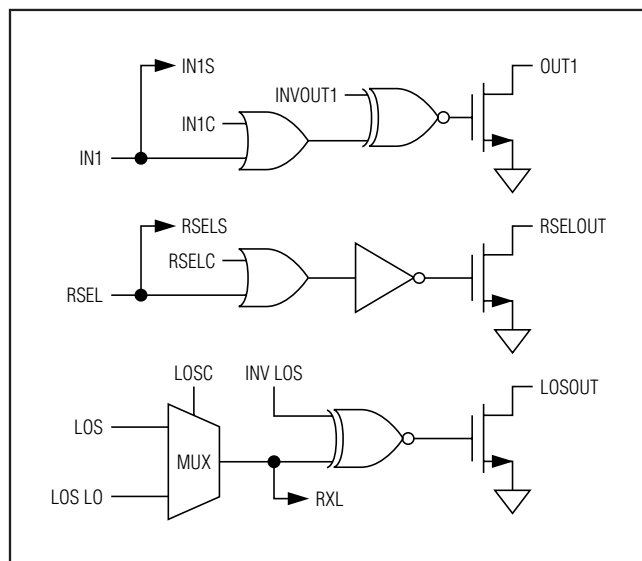 IN1S
OUT1
INVOUT1
IN1C
IN1
RSELS
RSELOUT
RSELC
RSEL
LOSC
INV LOS
LOSOUT
LOS
MUX
LOS LO
RXL